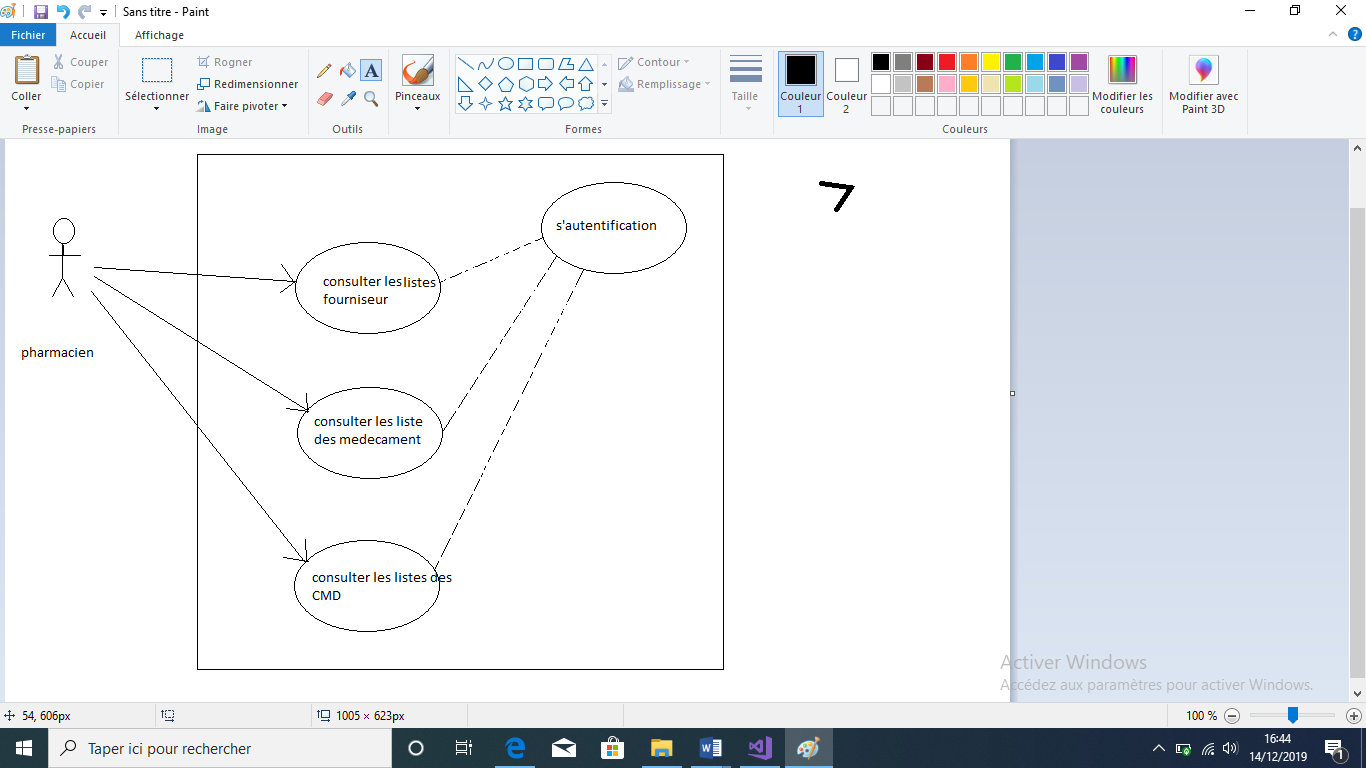 Sans titre - Paint
Fichier
Accueil
Affichage
Coller
Couper
Copier
Presse-papiers
Sélectionner
Rogner
Redimensionner
Faire pivoter
Image
A
Outils
Pinceaux
Contour
Remplissage
Formes
Taille
Couleur
1
Couleur
2
Modifier les
couleurs
Couleurs
Modifier avec
Paint 3D
s'autentification
consulter les listes
fourniseur
pharmacien
consulter les liste
des medecament
consulter les listes des
CMD
Activer Windows
Accédez aux paramètres pour activer Windows.
54, 606px
1005 × 623px
100 %
Taper ici pour rechercher
16:44
14/12/2019
1